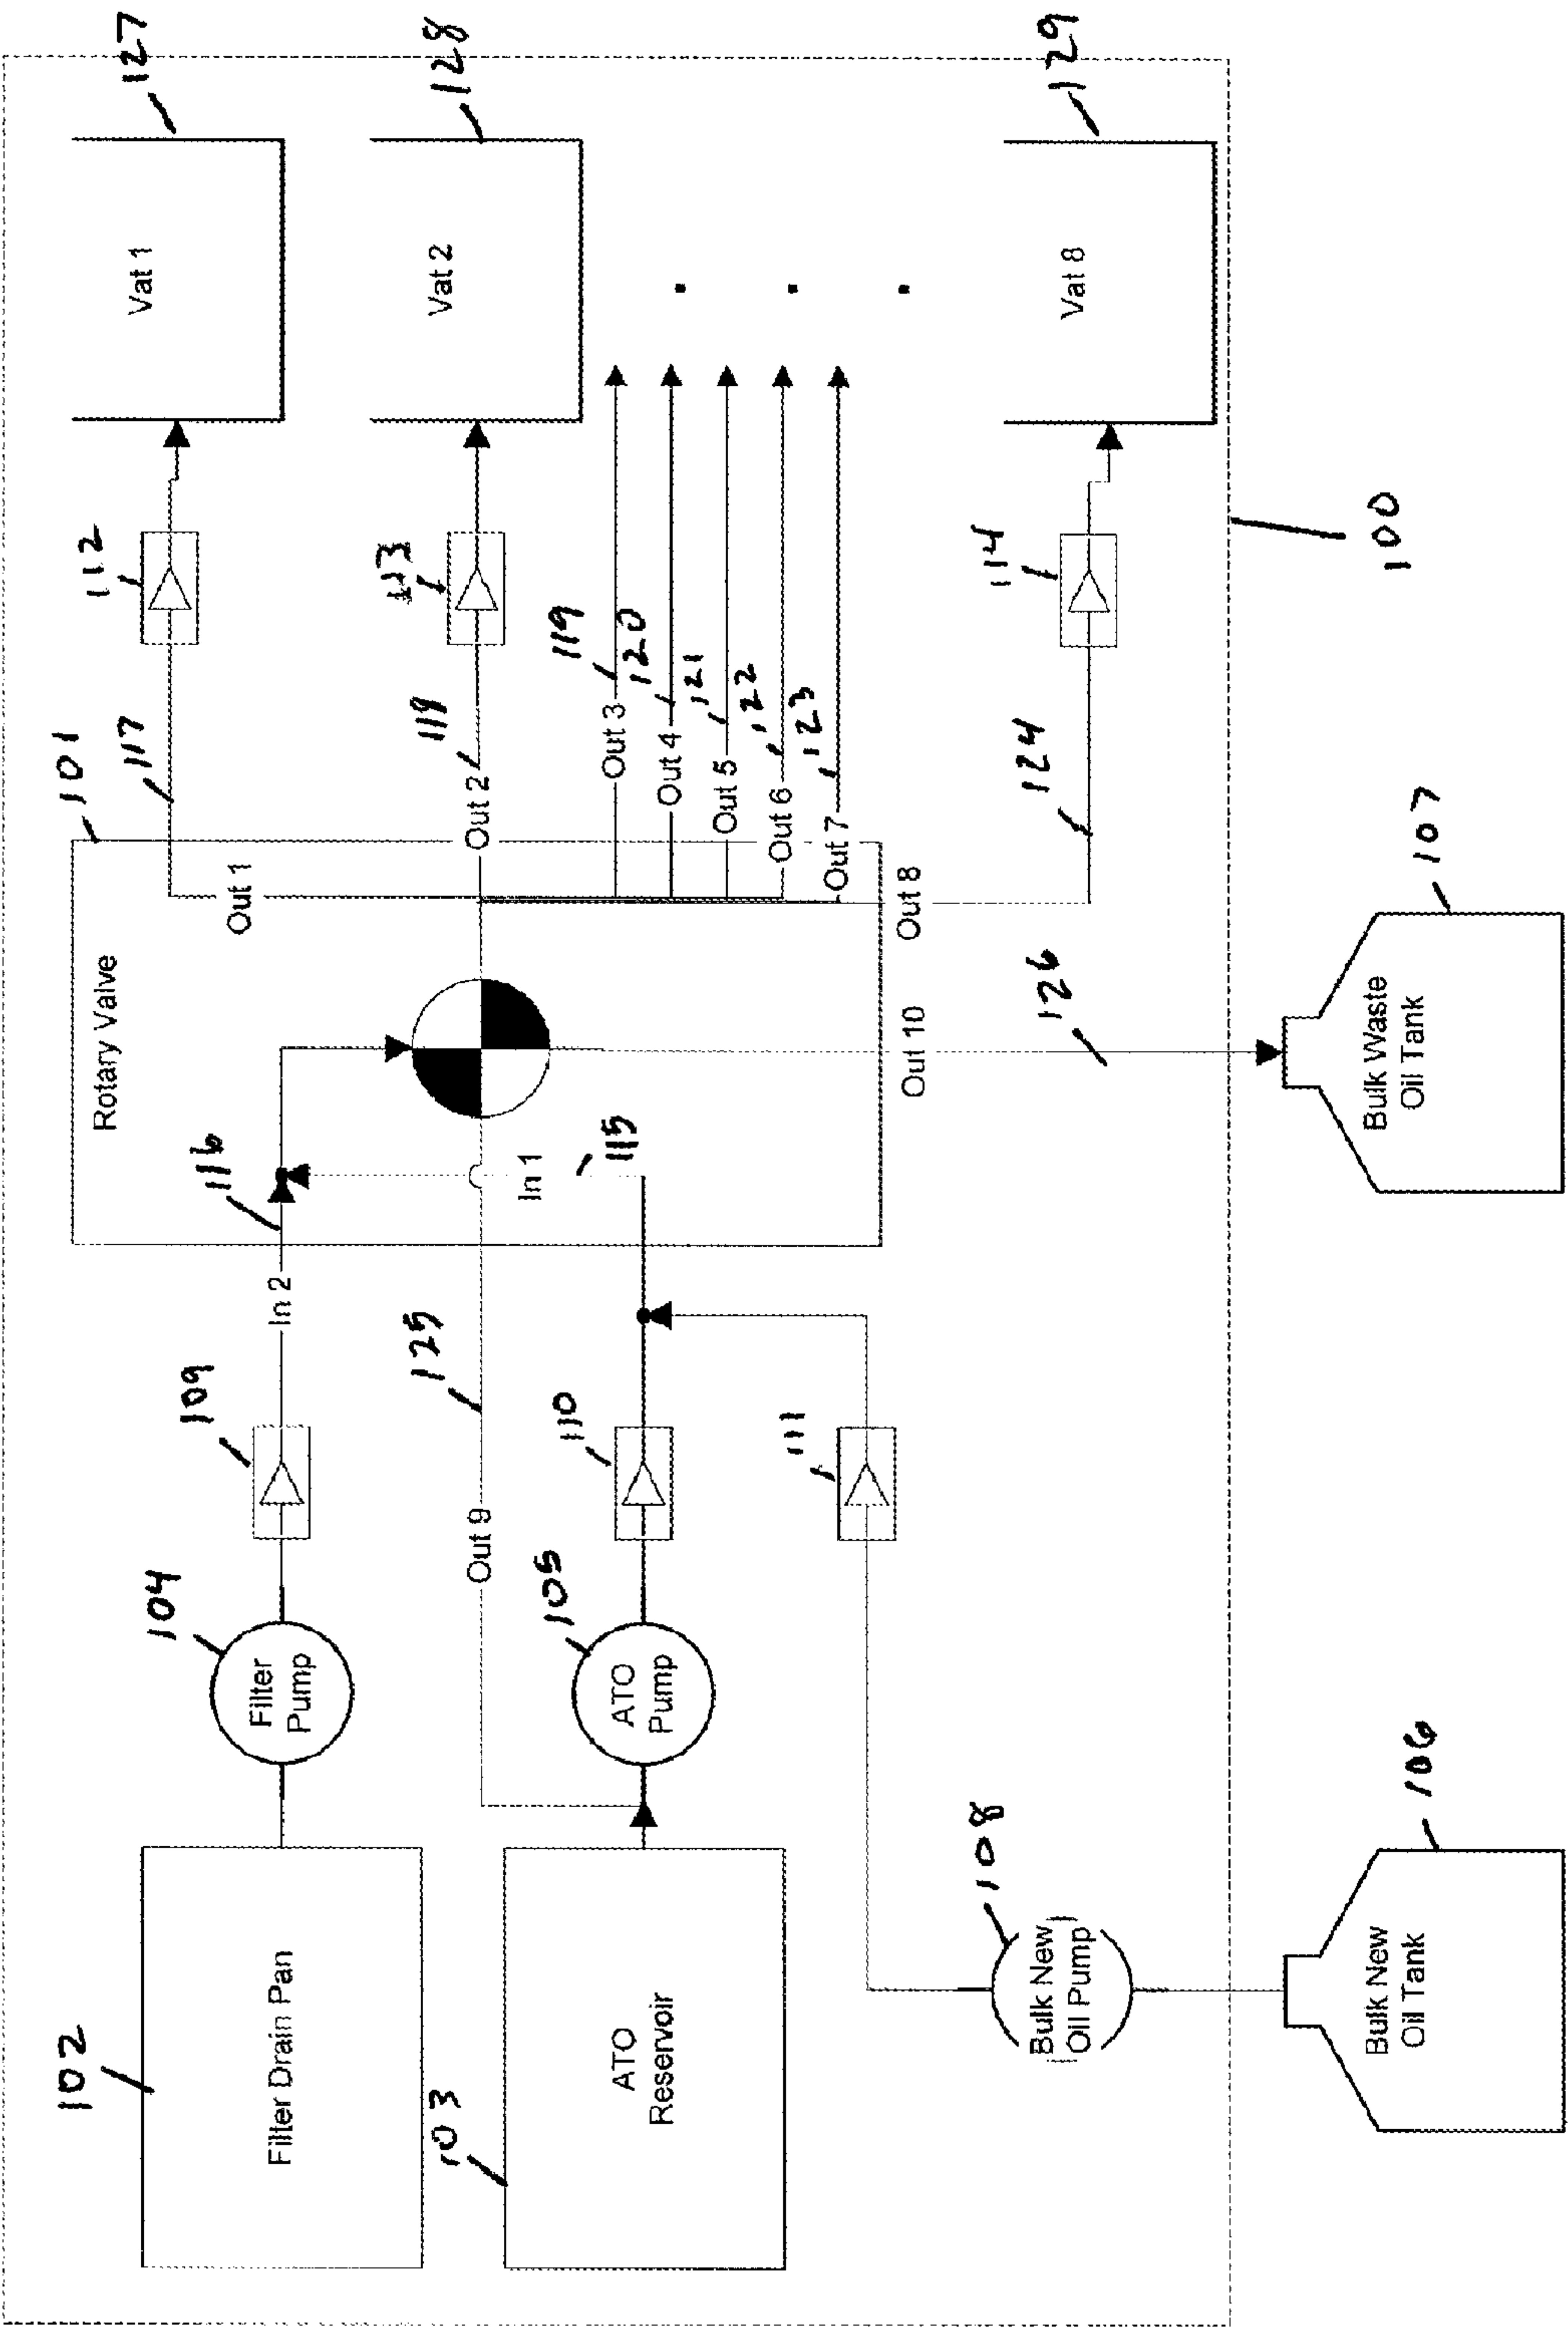 102
Filter Drain Pan
104
Filter
Pump
109
In 2
116
Rotary Valve
101
Out 1
117
112
Vat 1
127
103
ATO
Reservoir
Out 9
125
105
ATO
Pump
110
In 1
115
Out 2
118
113
Vat 2
128
Out 3
119
Out 4
120
Out 5
121
Out 6
122
Out 7
123
111
108
Bulk New
Oil Pump
Out 10
126
Out 8
124
114
Vat 8
129
100
Bulk New
Oil Tank
106
Bulk Waste
Oil Tank
107